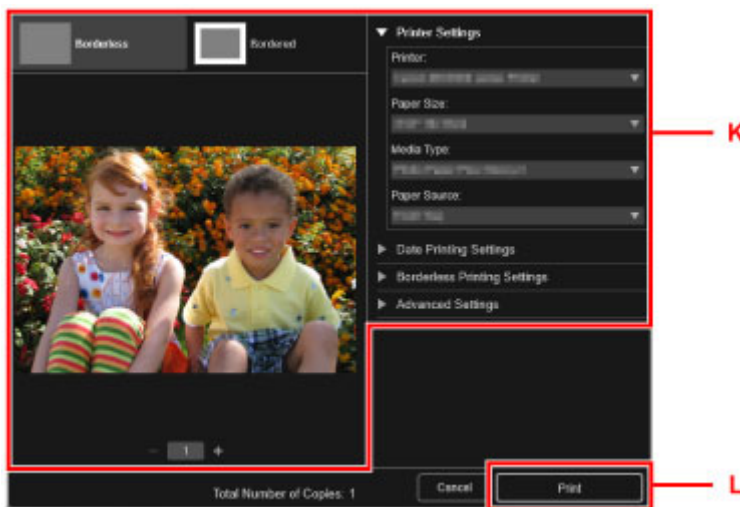 Borderless
Bordered
Printer Settings
Printer:
Paper Size:
K
Media Type:
Paper Source:
Date Printing Settings
Borderless Printing Settings
Advanced Settings
1
Total Number of Copies: 1
Cancel
Print
L